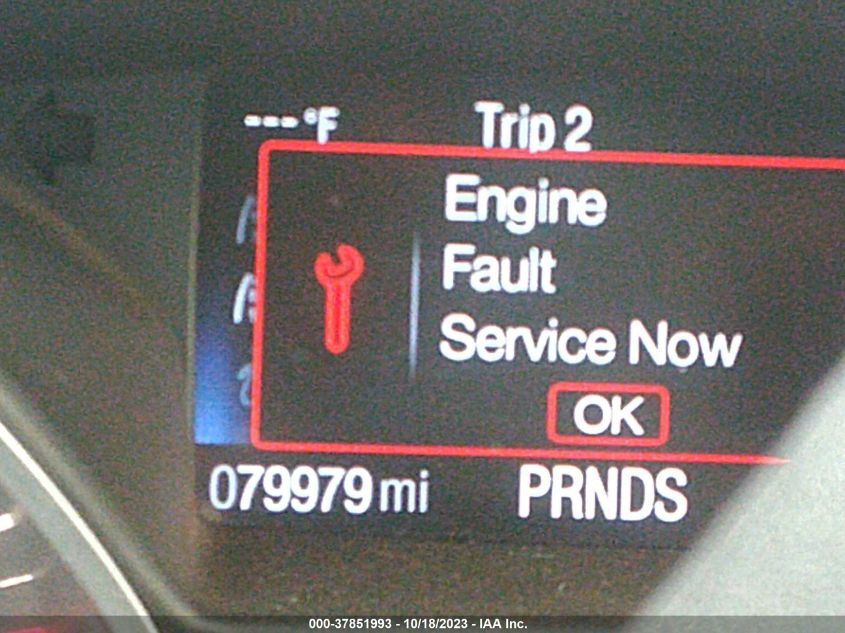 ---°F Trip 2
Engine
Fault
Service Now
OK
079979 mi PRNDS
000-37851993 - 10/18/2023 - IAA Inc.